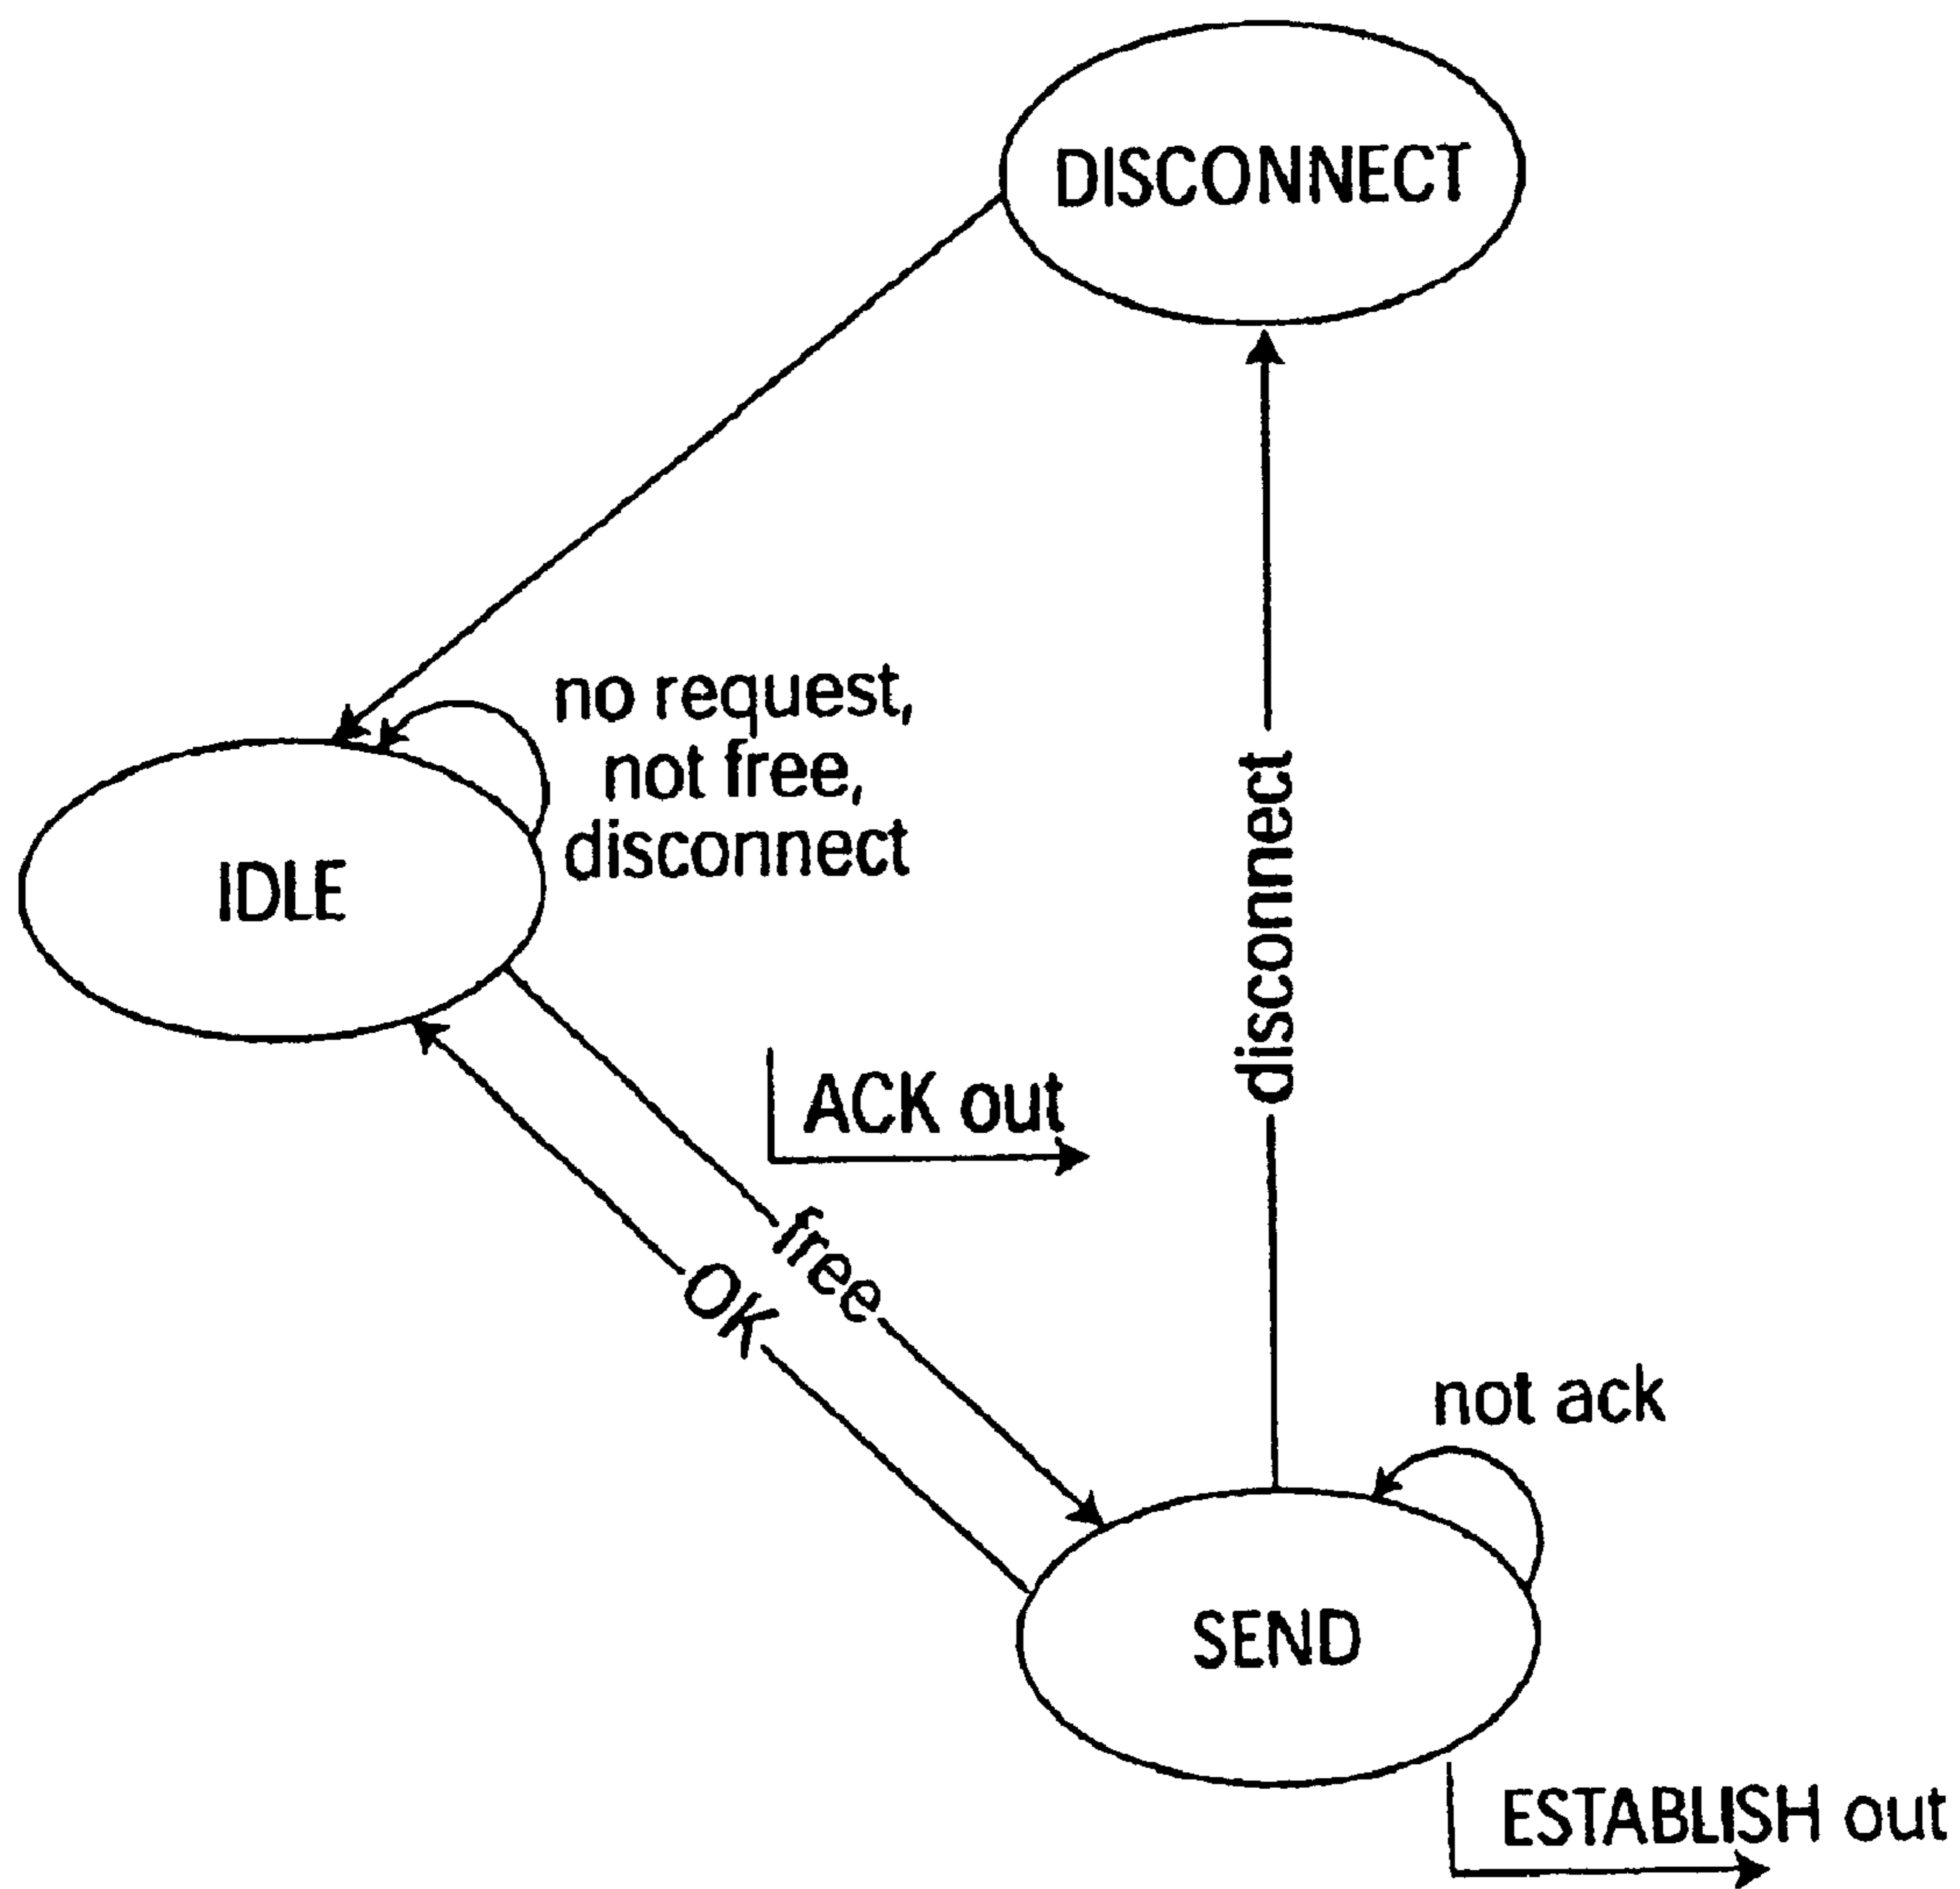 DISCONNECT
no request,
not free,
disconnect
IDLE
disconnect
ACK out
free
OK
not ack
SEND
ESTABLISH out